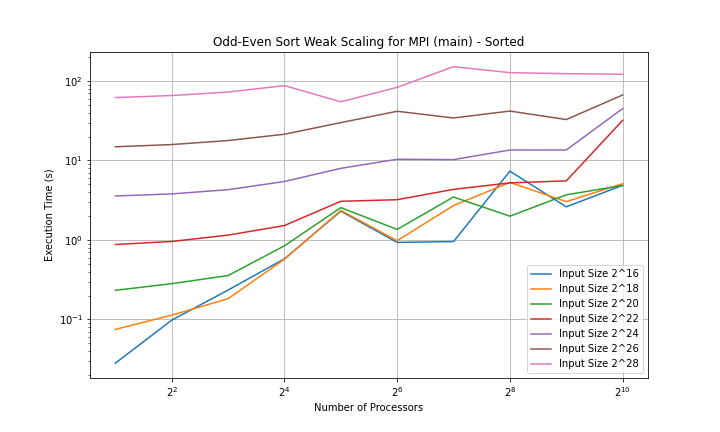 Odd-Even Sort Weak Scaling for MPI (main) - Sorted
Execution Time (s)
10^2
10^1
10^0
10^-1
2^2
2^4
2^6
2^8
2^10
Number of Processors
Input Size 2^16
Input Size 2^18
Input Size 2^20
Input Size 2^22
Input Size 2^24
Input Size 2^26
Input Size 2^28